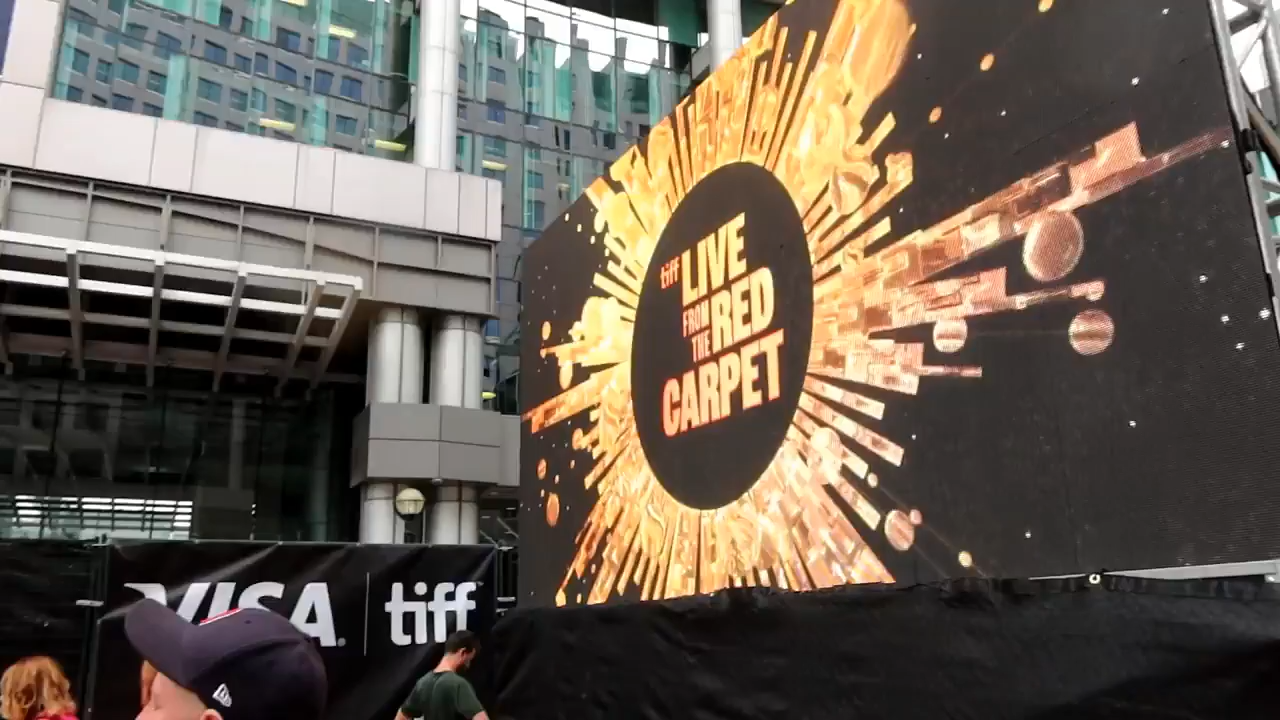 tiff LIVE
FROM RED
THE
CARPET
VISA. | tiff